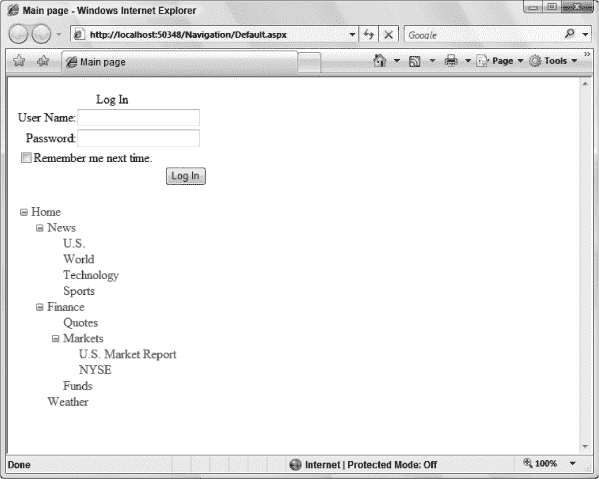 Main page - Windows Internet Explorer
http://localhost:50348/Navigation/Default.aspx
Google
Main page
Page
Tools
Log In
User Name:
Password:
Remember me next time.
Log In
Home
News
U.S.
World
Technology
Sports
Finance
Quotes
Markets
U.S. Market Report
NYSE
Funds
Weather
Done
Internet | Protected Mode: Off
100%